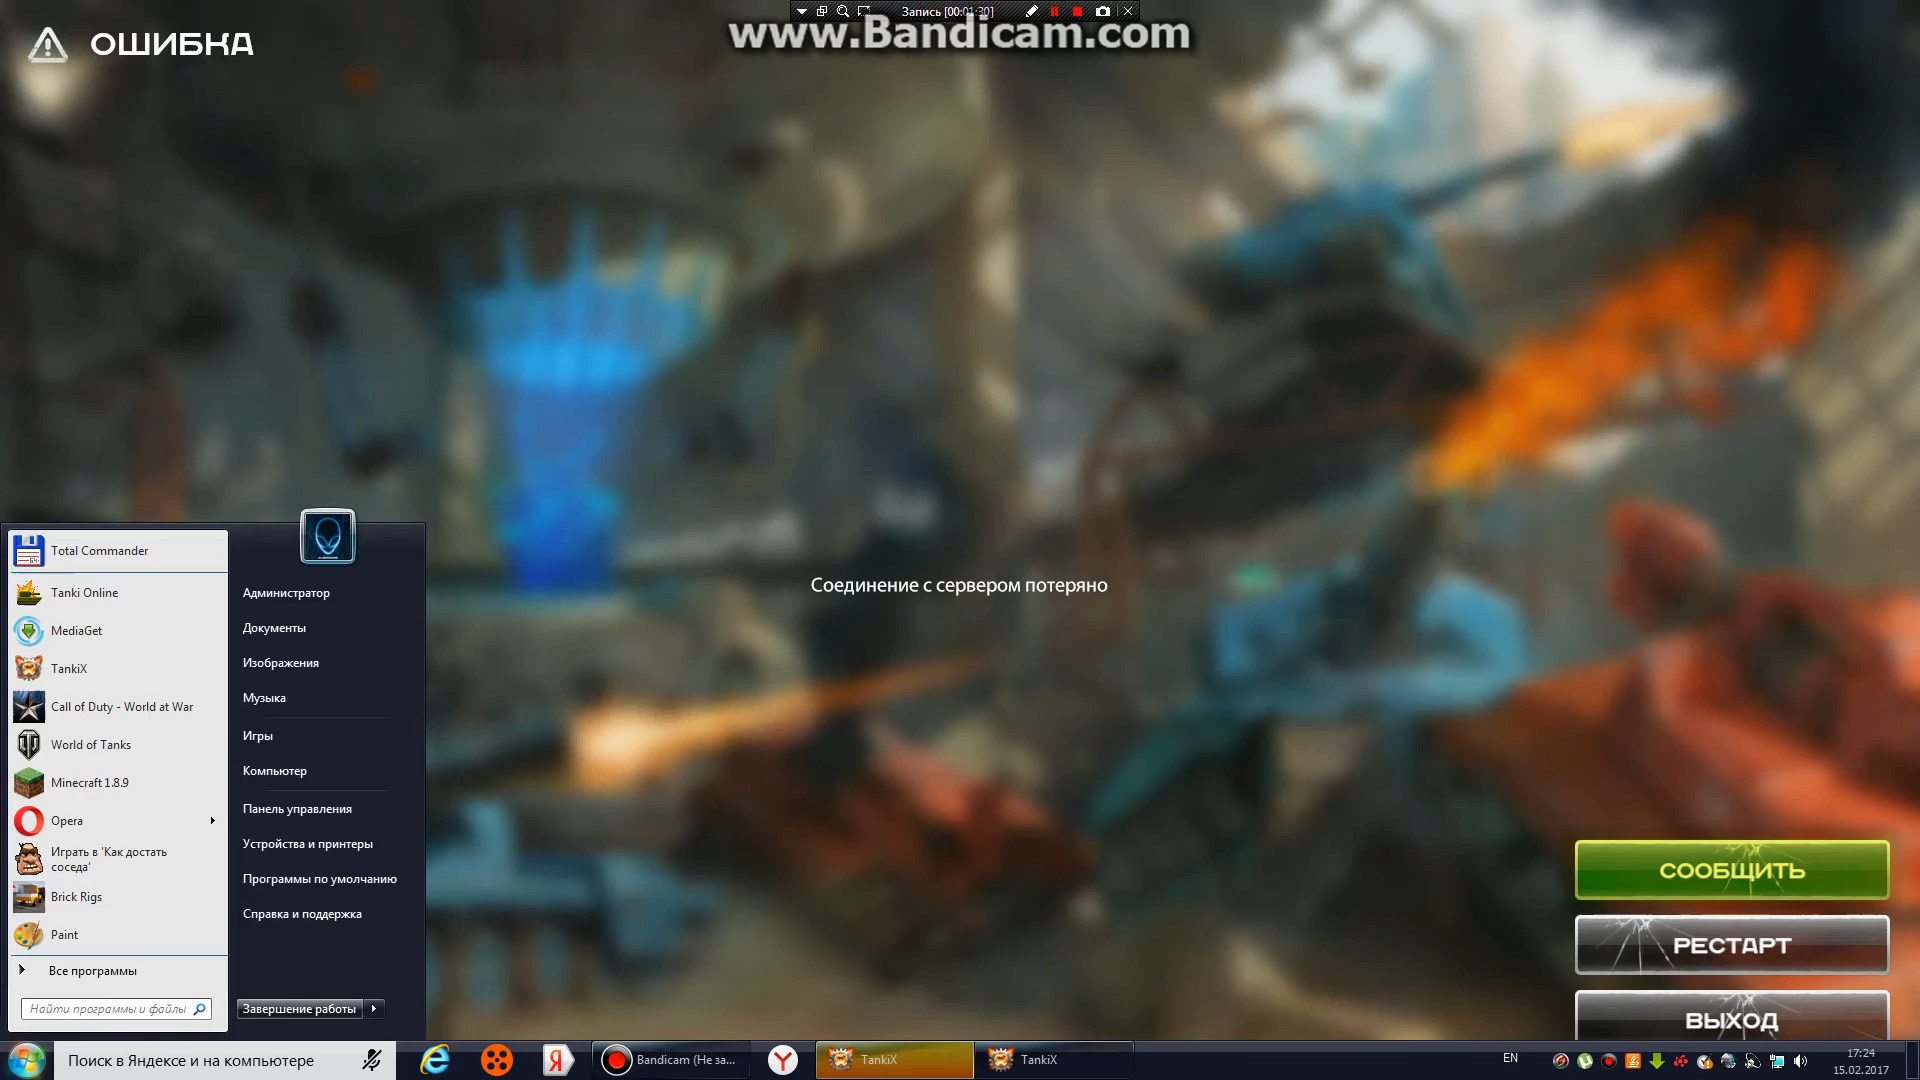 Запись [00:01:30]
www.Bandicam.com
ОШИБКА
Соединение с сервером потеряно
Total Commander
Tanki Online
MediaGet
TankiX
Call of Duty - World at War
World of Tanks
Minecraft 1.8.9
Opera
Играть в 'Как достать
соседа'
Brick Rigs
Paint
Все программы
Найти программы и файлы
Администратор
Документы
Изображения
Музыка
Игры
Компьютер
Панель управления
Устройства и принтеры
Программы по умолчанию
Справка и поддержка
Завершение работы
СООБЩИТЬ
РЕСТАРТ
ВЫХОД
Поиск в Яндексе и на компьютере
Bandicam (Не за...
TankiX
TankiX
EN
17:24
15.02.2017